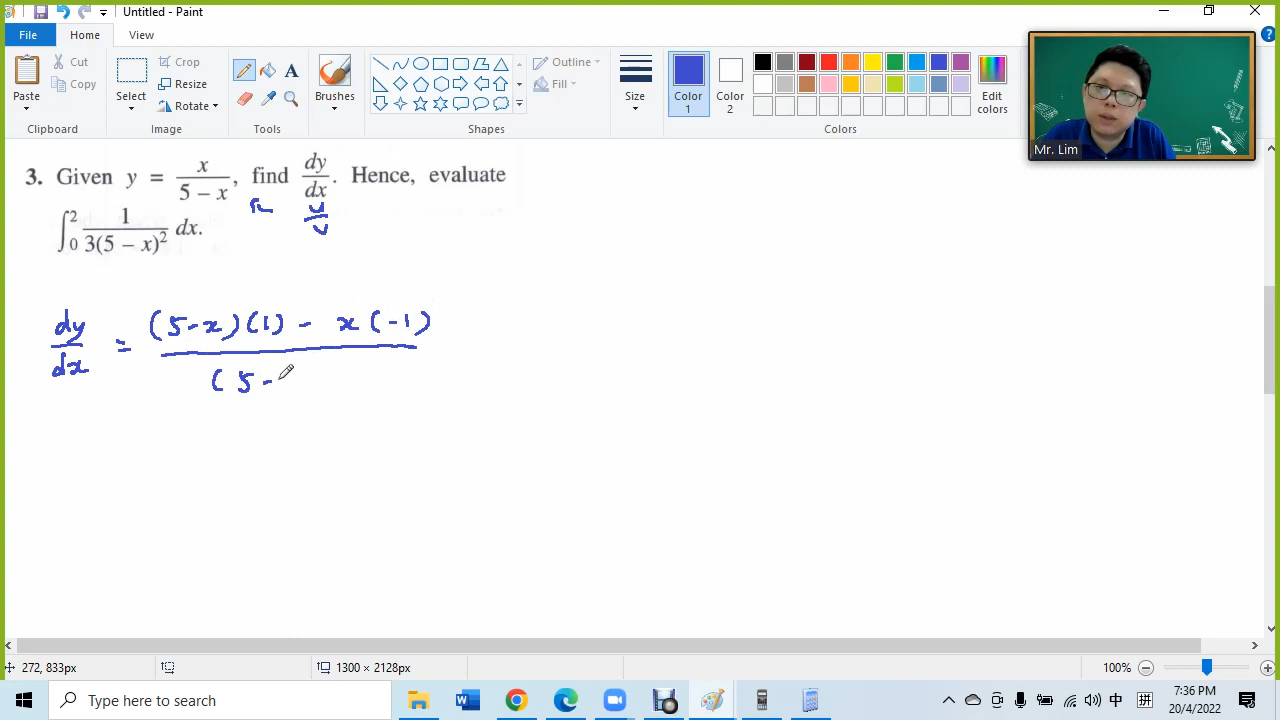 Untitled - Paint
File Home View
Paste Cut Copy
Select Crop Resize Rotate
Brushes
Outline Fill
Size
Color 1 Color 2
Edit colors
Clipboard Image Tools Shapes Colors
Mr. Lim
3. Given y = x/(5 − x), find dy/dx. Hence, evaluate
∫₀² 1/(3(5 − x)²) dx.
u/v
dy/dx = ((5-x)(1) - x(-1))/(5-
272, 833px
1300 × 2128px
100%
Type here to search
中 拼
7:36 PM
20/4/2022